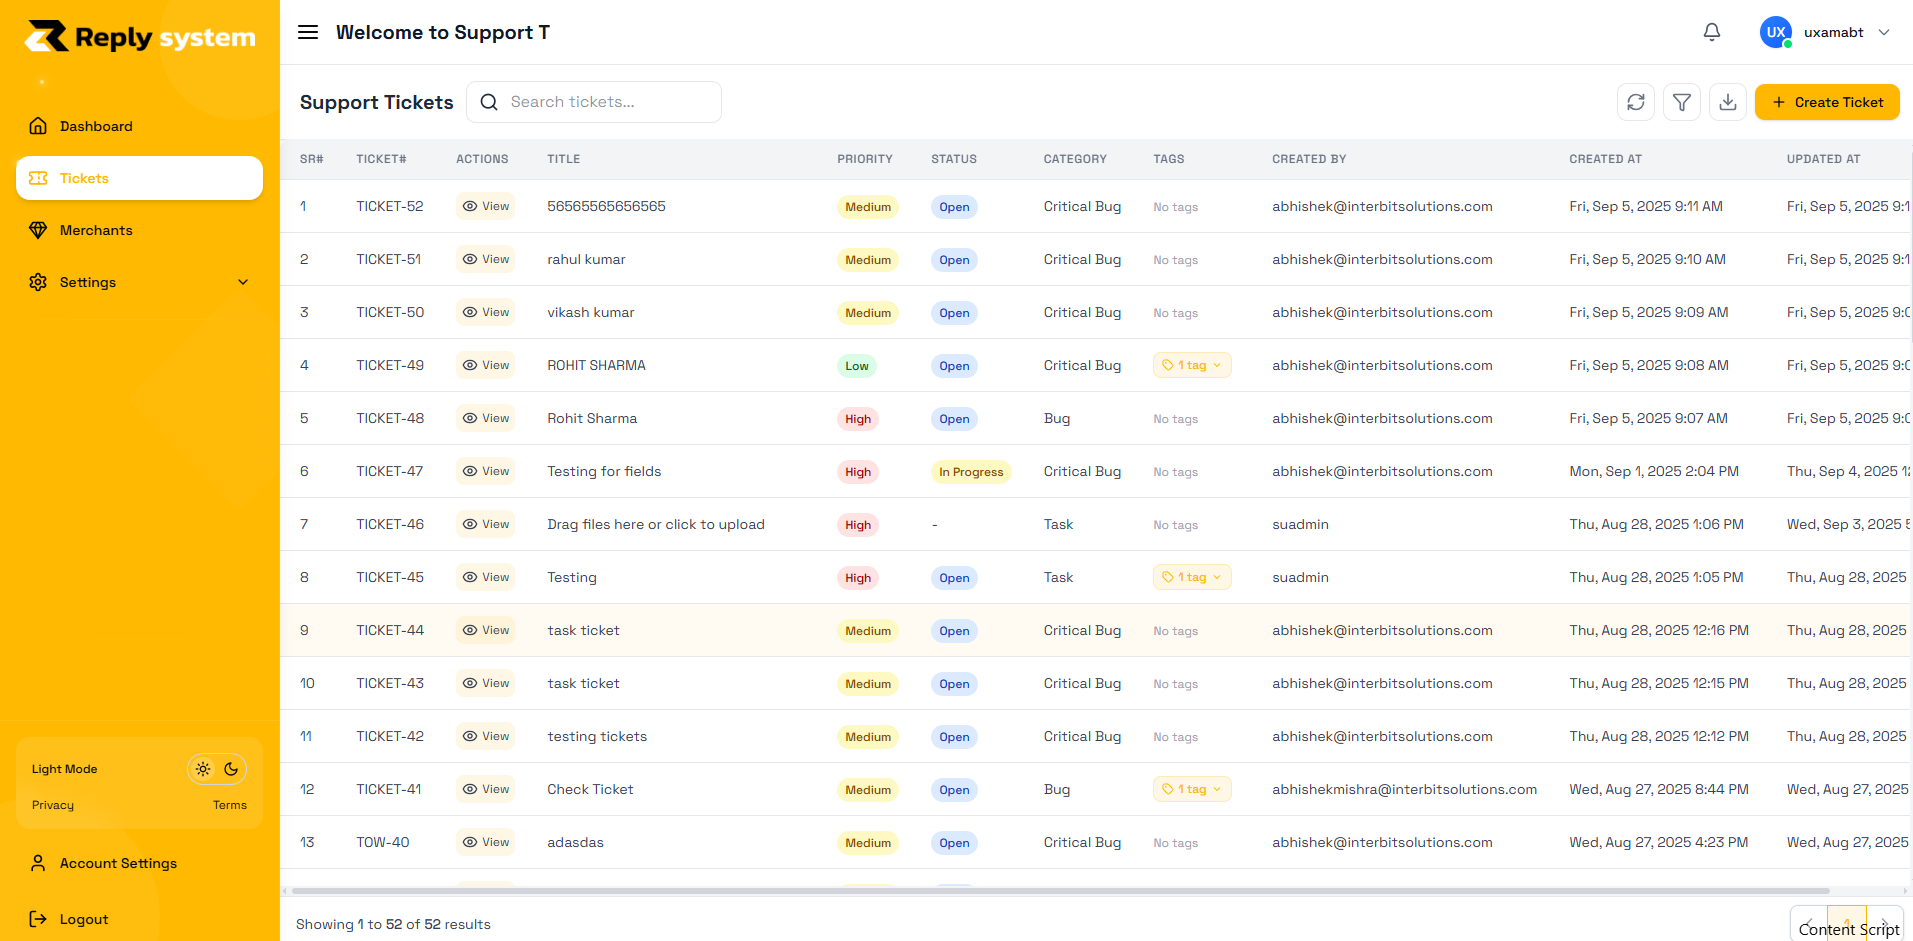 Reply system
Welcome to Support T
UX uxamabt
Dashboard
Tickets
Merchants
Settings
Light Mode
Privacy Terms
Account Settings
Logout
Support Tickets Search tickets... Create Ticket
SR# TICKET# ACTIONS TITLE PRIORITY STATUS CATEGORY TAGS CREATED BY CREATED AT UPDATED AT
1 TICKET-52 View 56565565656565 Medium Open Critical Bug No tags abhishek@interbitsolutions.com Fri, Sep 5, 2025 9:11 AM Fri, Sep 5, 2025 9:1
2 TICKET-51 View rahul kumar Medium Open Critical Bug No tags abhishek@interbitsolutions.com Fri, Sep 5, 2025 9:10 AM Fri, Sep 5, 2025 9:1
3 TICKET-50 View vikash kumar Medium Open Critical Bug No tags abhishek@interbitsolutions.com Fri, Sep 5, 2025 9:09 AM Fri, Sep 5, 2025 9:0
4 TICKET-49 View ROHIT SHARMA Low Open Critical Bug 1 tag abhishek@interbitsolutions.com Fri, Sep 5, 2025 9:08 AM Fri, Sep 5, 2025 9:0
5 TICKET-48 View Rohit Sharma High Open Bug No tags abhishek@interbitsolutions.com Fri, Sep 5, 2025 9:07 AM Fri, Sep 5, 2025 9:0
6 TICKET-47 View Testing for fields High In Progress Critical Bug No tags abhishek@interbitsolutions.com Mon, Sep 1, 2025 2:04 PM Thu, Sep 4, 2025 12
7 TICKET-46 View Drag files here or click to upload High - Task No tags suadmin Thu, Aug 28, 2025 1:06 PM Wed, Sep 3, 2025 5
8 TICKET-45 View Testing High Open Task 1 tag suadmin Thu, Aug 28, 2025 1:05 PM Thu, Aug 28, 2025
9 TICKET-44 View task ticket Medium Open Critical Bug No tags abhishek@interbitsolutions.com Thu, Aug 28, 2025 12:16 PM Thu, Aug 28, 2025
10 TICKET-43 View task ticket Medium Open Critical Bug No tags abhishek@interbitsolutions.com Thu, Aug 28, 2025 12:15 PM Thu, Aug 28, 2025
11 TICKET-42 View testing tickets Medium Open Critical Bug No tags abhishek@interbitsolutions.com Thu, Aug 28, 2025 12:12 PM Thu, Aug 28, 2025
12 TICKET-41 View Check Ticket Medium Open Bug 1 tag abhishekmishra@interbitsolutions.com Wed, Aug 27, 2025 8:44 PM Wed, Aug 27, 2025
13 TOW-40 View adasdas Medium Open Critical Bug No tags abhishek@interbitsolutions.com Wed, Aug 27, 2025 4:23 PM Wed, Aug 27, 2025
Showing 1 to 52 of 52 results
1
Content Script